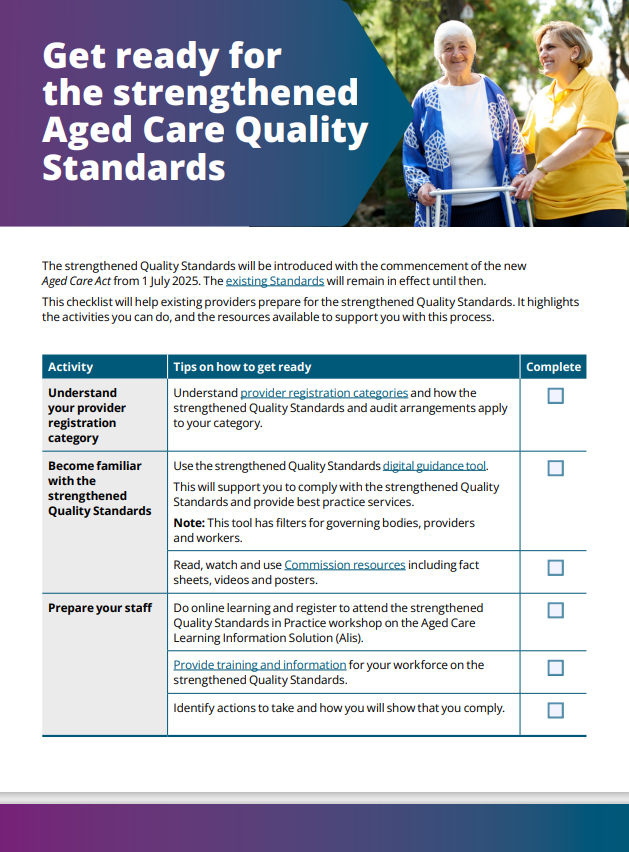 Get ready for
the strengthened
Aged Care Quality
Standards
The strengthened Quality Standards will be introduced with the commencement of the new
Aged Care Act from 1 July 2025. The existing Standards will remain in effect until then.
This checklist will help existing providers prepare for the strengthened Quality Standards. It highlights
the activities you can do, and the resources available to support you with this process.
Activity
Tips on how to get ready
Complete
Understand
your provider
registration
category
Understand provider registration categories and how the
strengthened Quality Standards and audit arrangements apply
to your category.
Become familiar
with the
strengthened
Quality Standards
Use the strengthened Quality Standards digital guidance tool.
This will support you to comply with the strengthened Quality
Standards and provide best practice services.
Note: This tool has filters for governing bodies, providers
and workers.
Read, watch and use Commission resources including fact
sheets, videos and posters.
Prepare your staff
Do online learning and register to attend the strengthened
Quality Standards in Practice workshop on the Aged Care
Learning Information Solution (Alis).
Provide training and information for your workforce on the
strengthened Quality Standards.
Identify actions to take and how you will show that you comply.